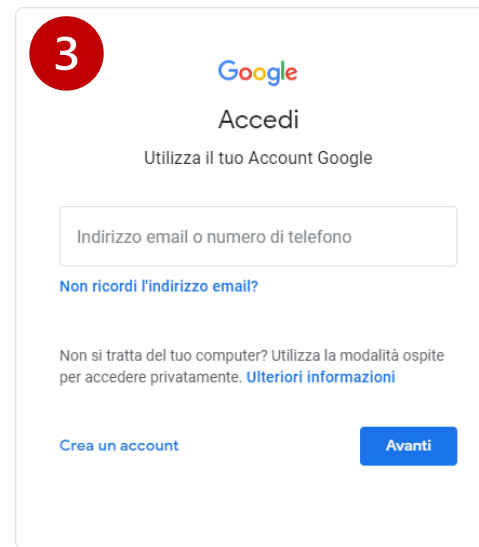 3
Google
Accedi
Utilizza il tuo Account Google
Indirizzo email o numero di telefono
Non ricordi l'indirizzo email?
Non si tratta del tuo computer? Utilizza la modalità ospite
per accedere privatamente. Ulteriori informazioni
Crea un account
Avanti